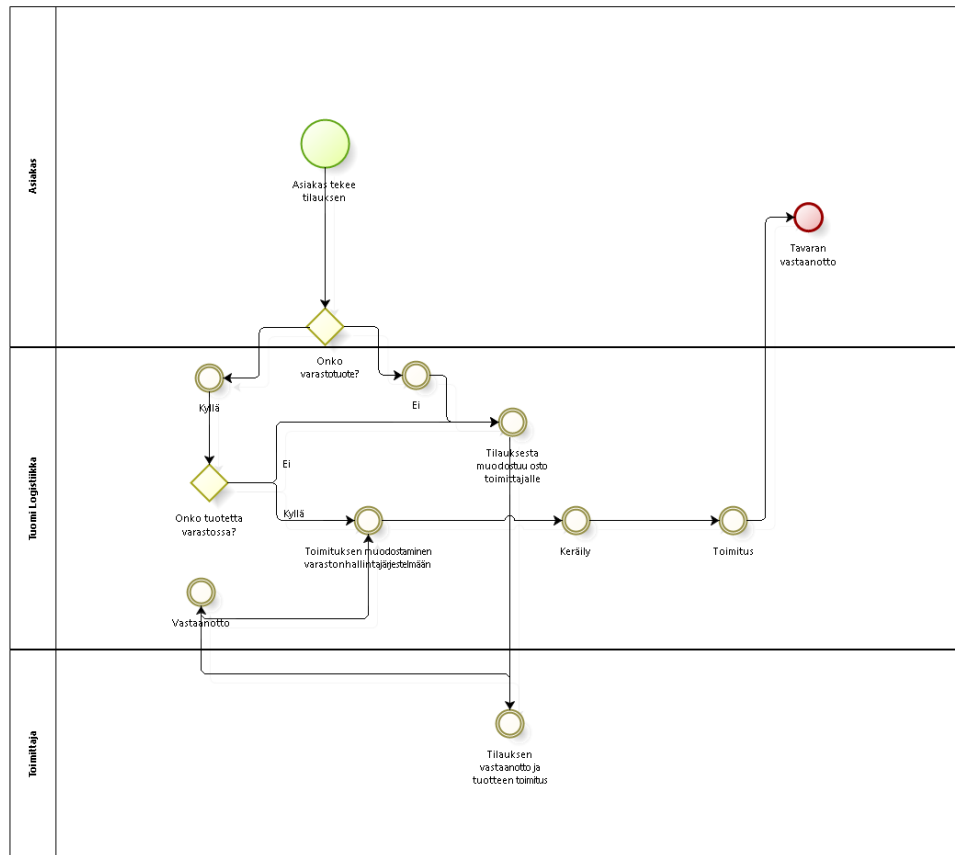 Asiakas
Asiakas tekee
tilauksen
Tavaran
vastaanotto
Onko
varastotuote?
Tuomi Logistiikka
Kyllä
Ei
Tilauksesta
muodostuu osto
toimittajalle
Ei
Kyllä
Onko tuotetta
varastossa?
Toimituksen muodostaminen
varastonhallintajärjestelmään
Keräily
Toimitus
Vastaanotto
Toimittaja
Tilauksen
vastaanotto ja
tuotteen toimitus